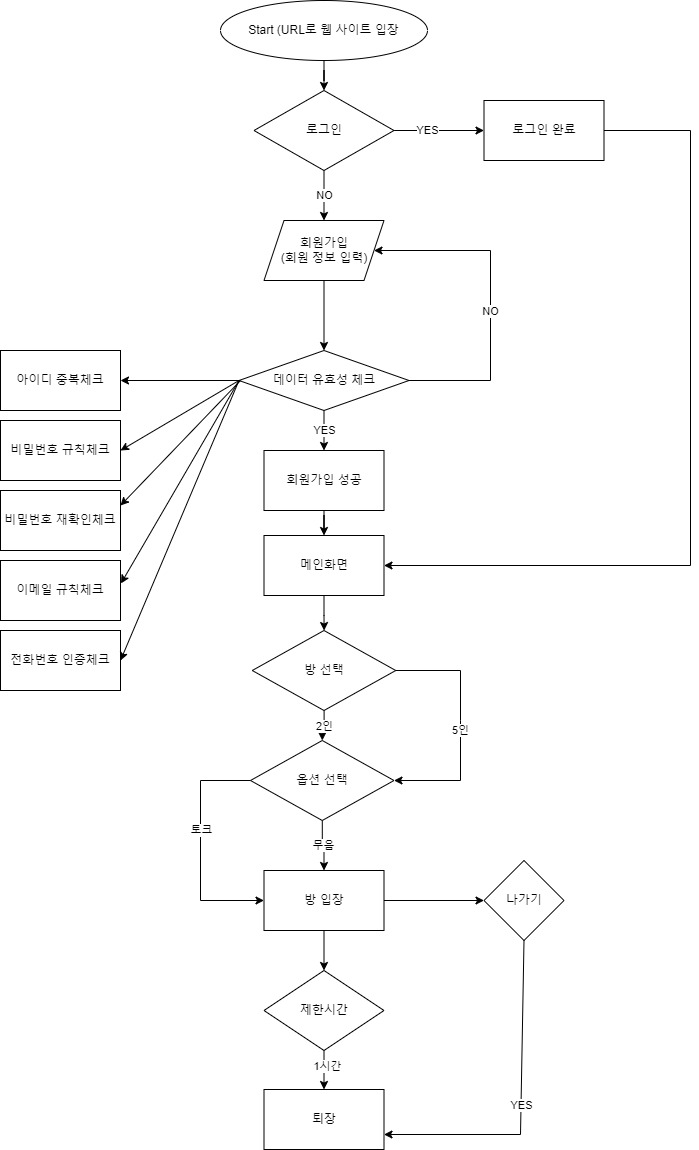 Start (URL로 웹 사이트 입장
로그인
YES
로그인 완료
NO
회원가입
(회원 정보 입력)
NO
데이터 유효성 체크
아이디 중복체크
비밀번호 규칙체크
비밀번호 재확인체크
이메일 규칙체크
전화번호 인증체크
YES
회원가입 성공
메인화면
방 선택
2인
5인
옵션 선택
토크
무음
방 입장
나가기
제한시간
1시간
YES
퇴장